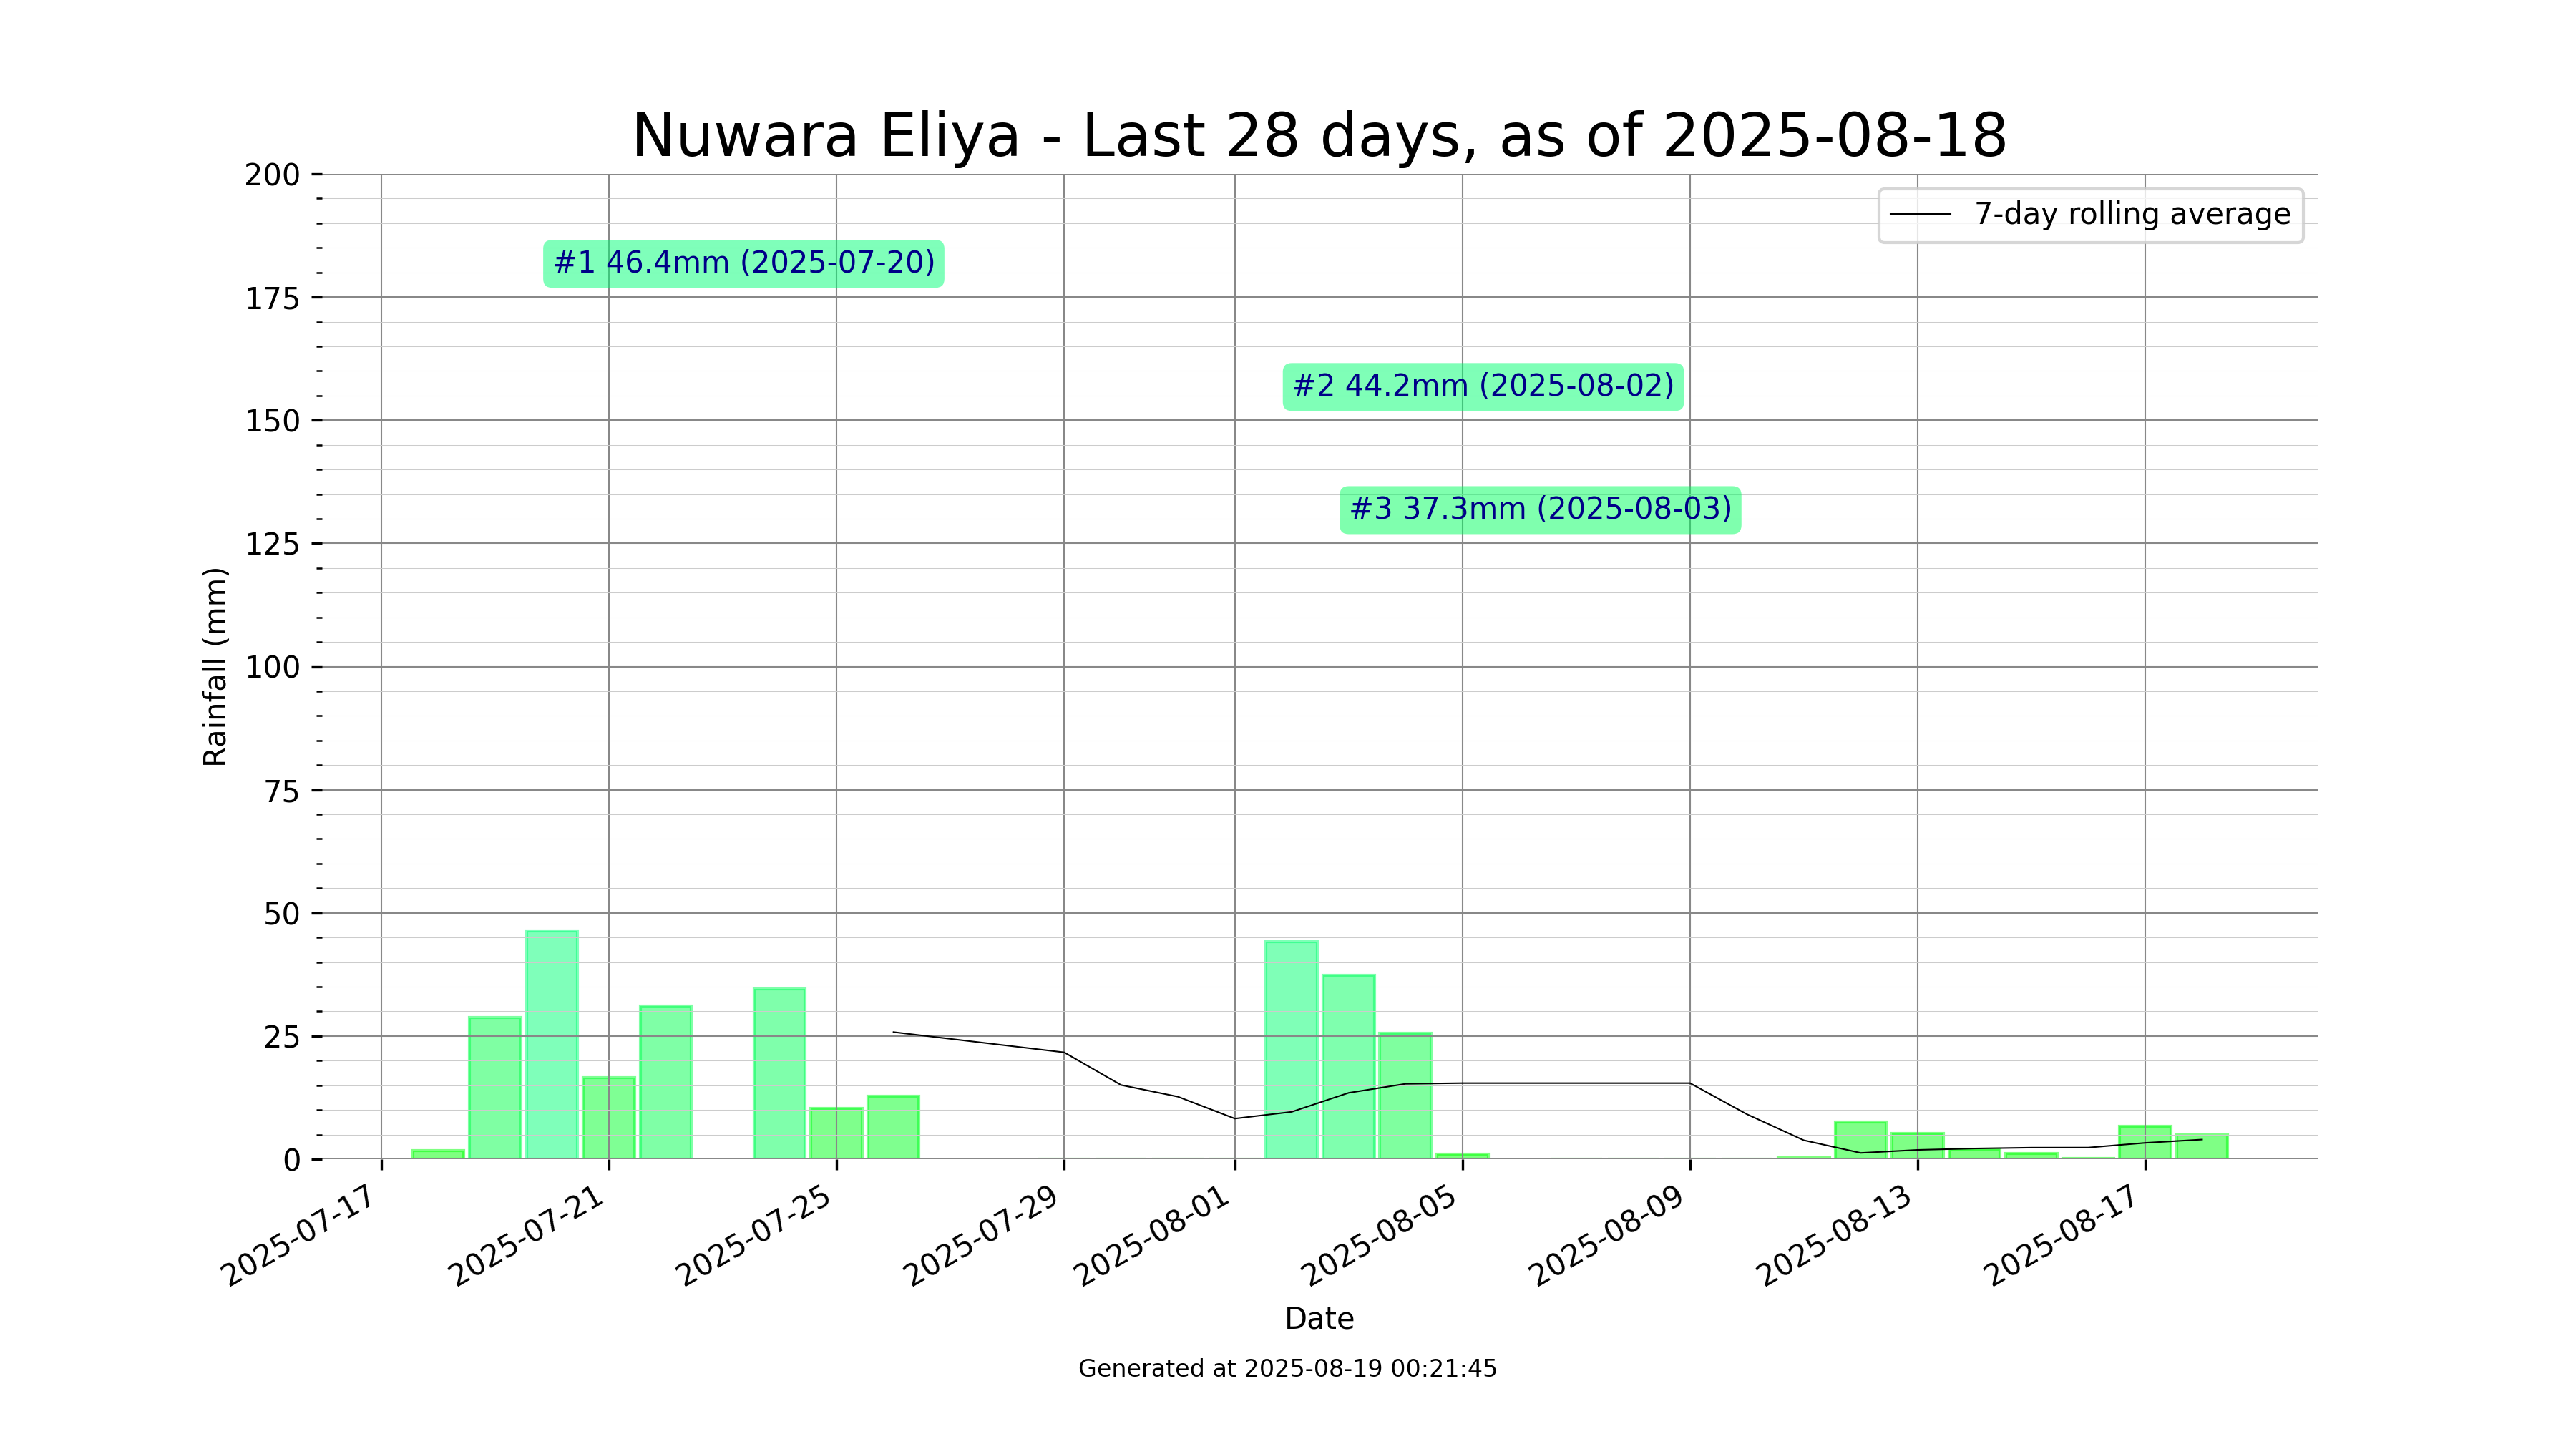 Nuwara Eliya - Last 28 days, as of 2025-08-18
200
175
150
125
100
75
50
25
0
Rainfall (mm)
7-day rolling average
#1 46.4mm (2025-07-20)
#2 44.2mm (2025-08-02)
#3 37.3mm (2025-08-03)
2025-07-17
2025-07-21
2025-07-25
2025-07-29
2025-08-01
2025-08-05
2025-08-09
2025-08-13
2025-08-17
Date
Generated at 2025-08-19 00:21:45